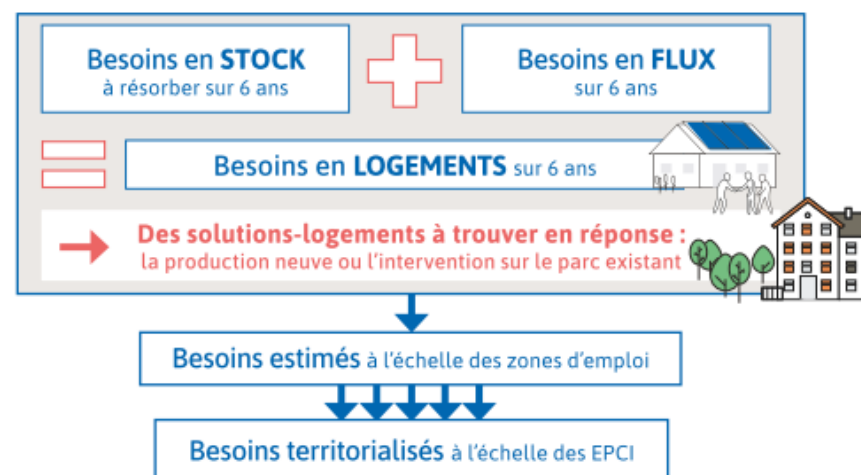 Besoins en STOCK
à résorber sur 6 ans
Besoins en FLUX
sur 6 ans
Besoins en LOGEMENTS sur 6 ans
Des solutions-logements à trouver en réponse :
la production neuve ou l'intervention sur le parc existant
Besoins estimés à l'échelle des zones d'emploi
Besoins territorialisés à l'échelle des EPCI